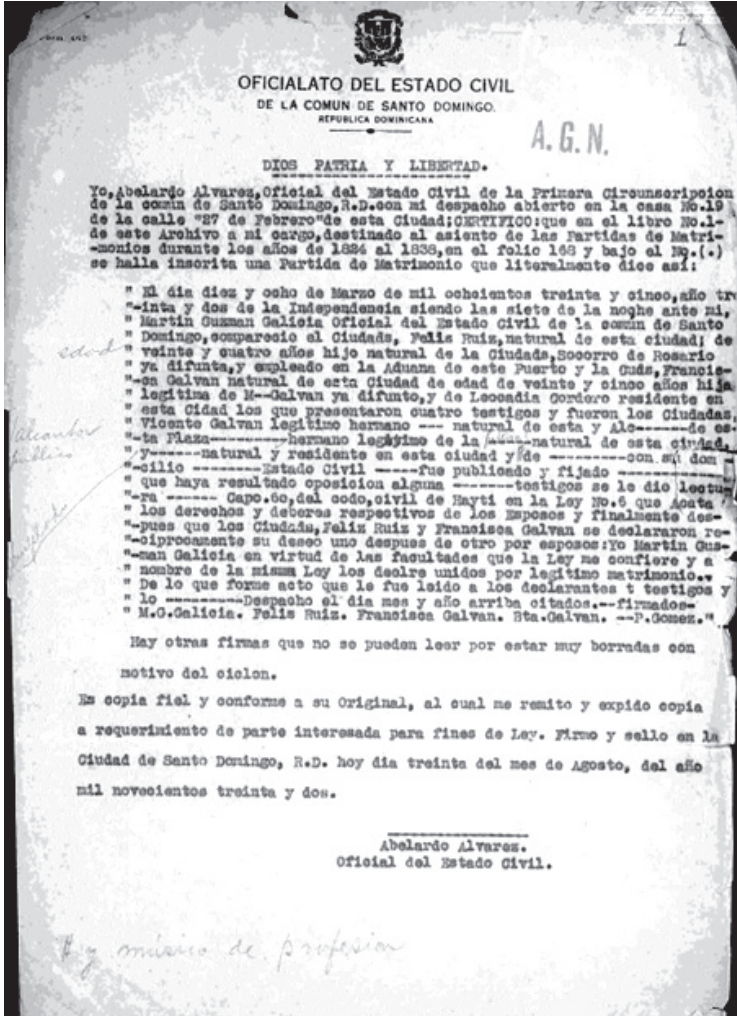 1
OFICIALATO DEL ESTADO CIVIL
DE LA COMUN DE SANTO DOMINGO.
REPUBLICA DOMINICANA
A.G.N.
DIOS PATRIA Y LIBERTAD.
Yo,Abelardo Alvarez,Oficial del Estado Civil de la Primera Circunscripcion
de la común de Santo Domingo,R.D.con mi despacho abierto en la casa No.19
de la calle "27 de Febrero"de esta Ciudad;CERTIFICO:que en el libro No.1-
de este Archivo a mi cargo,destinado al asiento de las Partidas de Matri-
-monios durante los años de 1824 al 1838,en el folio 168 y bajo el No.(.)
se halla inscrita una Partida de Matrimonio que literalmente dice así:
" El dia diez y ocho de Marzo de mil ochocientos treinta y cinco,año tre
"-inta y dos de la Independencia siendo las siete de la noche ante mi,
" Martin Guzman Galicia Oficial del Estado Civil de la común de Santo
" Domingo,comparecio el Ciudads, Felix Ruiz,natural de esta ciudad; de
" veinte y cuatro años hijo natural de la Ciudads,Socorro de Rosario
" ya difunta,y empleado en la Aduana de este Puerto y la Cuds,Francis-
" ca Galvan natural de esta Ciudad de edad de veinte y cinco años hija
" legitima de M--Galvan ya difunto,y de Leocadia Cordero residente en
" esta Cidad los que presentaron cuatro testigos y fueron los Ciudadas,
" Vicente Galvan legitimo hermano --- natural de esta y Alc------de es-
"-ta Plaza--------hermano legitimo de la ------natural de esta ciudad,
" y------natural y residente en esta ciudad y de -----con su dom
" cilio --------Estado Civil -----fue publicado y fijado ------------
" que haya resultado oposicion alguna -------testigos se le dio lectu-
"-ra ------ Capo.6o,del codo,civil de Hayti en la Ley No.6 que Acata
" los derechos y deberes respectivos de los Esposos y finalmente des-
" pues que los Ciudads,Feliz Ruiz y Francisca Galvan se declararon re-
"-ciprocamente su deseo uno despues de otro por esposos:Yo Martin Gus-
"-man Galicia en virtud de las facultades que la Ley me confiere y a
" nombre de la misma Ley los declre unidos por legitimo matrimonio..
" De lo que forme acto que le fue leido a los declarantes t testigos y
" lo ---------Despacho el dia mes y año arriba citados.--firmados-
" M.G.Galicia. Felix Ruiz. Francisca Galvan. Bta.Galvan. --P.Gomez.".
Hay otras firmas que no se pueden leer por estar muy borradas con
motivo del ciclon.
Es copia fiel y conforme a su Original, al cual me remito y expido copia
a requerimiento de parte interesada para fines de Ley. Firmo y sello en la
Ciudad de Santo Domingo, R.D. hoy dia treinta del mes de Agosto, del año
mil novecientos treinta y dos.
Abelardo Alvarez.
Oficial del Estado Civil.
y músico de profesion